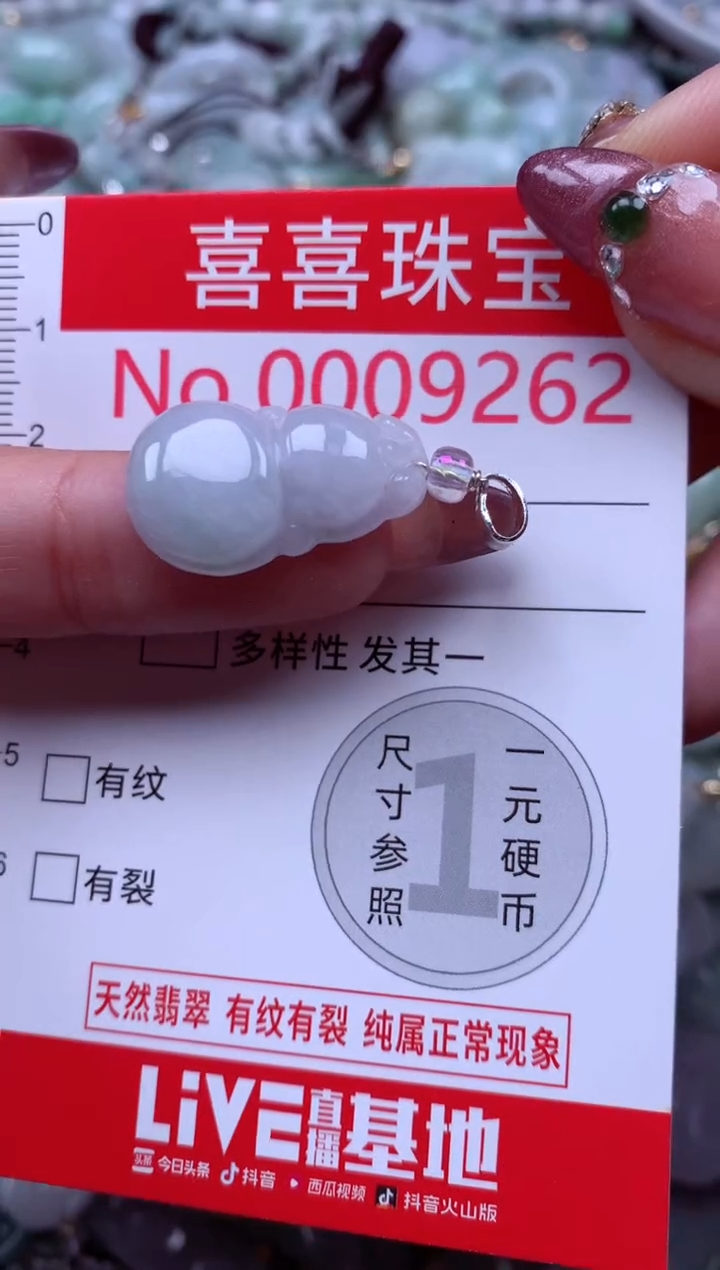 0
喜喜珠宝
1
No 0009262
2
4
多样性 发其一
5
有纹
6
有裂
一元硬币
尺寸参照
1
天然翡翠 有纹有裂 纯属正常现象
LiVE直播基地
头条 今日头条 抖音 西瓜视频 抖音火山版